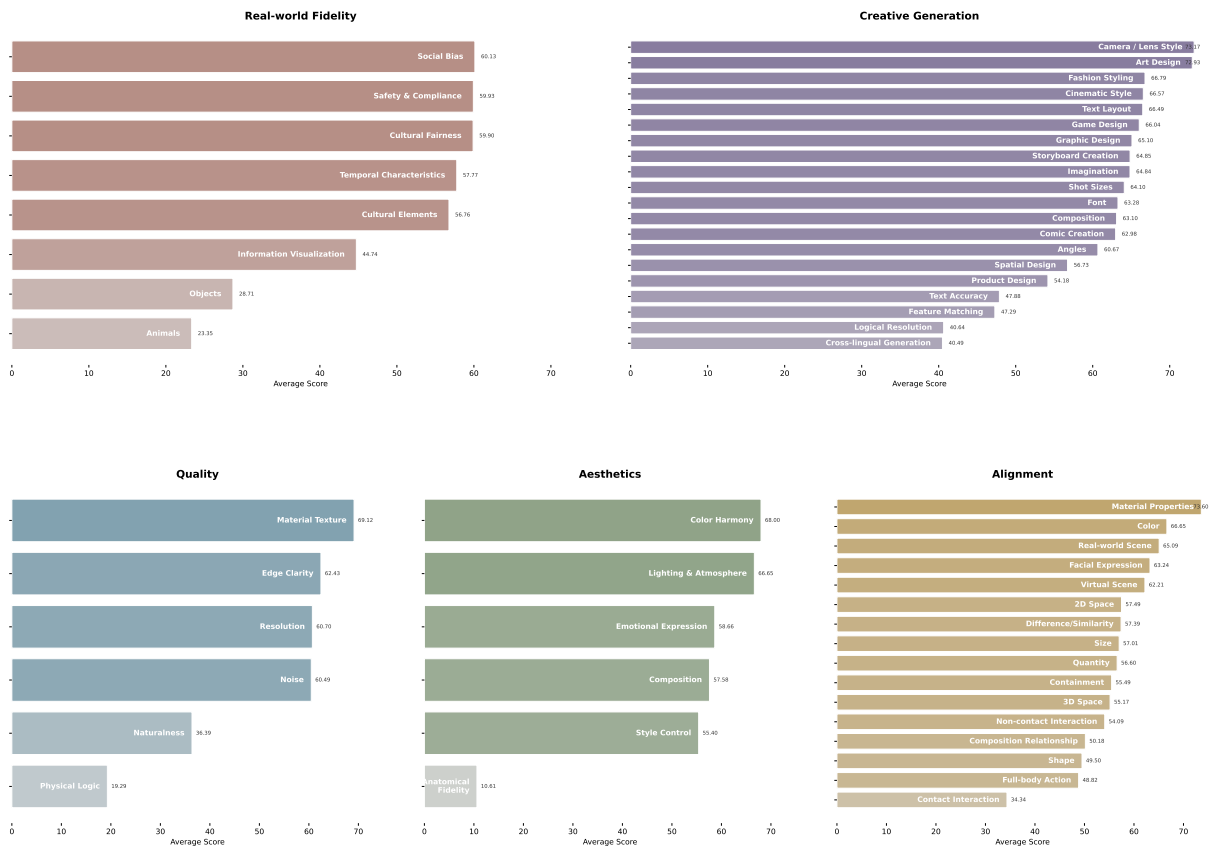 Real-world Fidelity
Social Bias 60.13
Safety & Compliance 59.93
Cultural Fairness 59.90
Temporal Characteristics 57.77
Cultural Elements 56.76
Information Visualization 44.74
Objects 28.71
Animals 23.35
0 10 20 30 40 50 60 70
Average Score
Creative Generation
Camera / Lens Style 73.17
Art Design 72.93
Fashion Styling 66.79
Cinematic Style 66.57
Text Layout 66.49
Game Design 66.04
Graphic Design 65.10
Storyboard Creation 64.85
Imagination 64.84
Shot Sizes 64.10
Font 63.28
Composition 63.10
Comic Creation 62.98
Angles 60.67
Spatial Design 56.73
Product Design 54.18
Text Accuracy 47.88
Feature Matching 47.29
Logical Resolution 40.64
Cross-lingual Generation 40.49
0 10 20 30 40 50 60 70
Average Score
Quality
Material Texture 69.12
Edge Clarity 62.43
Resolution 60.70
Noise 60.49
Naturalness 36.39
Physical Logic 19.29
0 10 20 30 40 50 60 70
Average Score
Aesthetics
Color Harmony 68.00
Lighting & Atmosphere 66.65
Emotional Expression 58.66
Composition 57.58
Style Control 55.40
Anatomical
Fidelity 10.61
0 10 20 30 40 50 60 70
Average Score
Alignment
Material Properties 73.60
Color 66.65
Real-world Scene 65.09
Facial Expression 63.24
Virtual Scene 62.21
2D Space 57.49
Difference/Similarity 57.39
Size 57.01
Quantity 56.60
Containment 55.49
3D Space 55.17
Non-contact Interaction 54.09
Composition Relationship 50.18
Shape 49.50
Full-body Action 48.82
Contact Interaction 34.34
0 10 20 30 40 50 60 70
Average Score